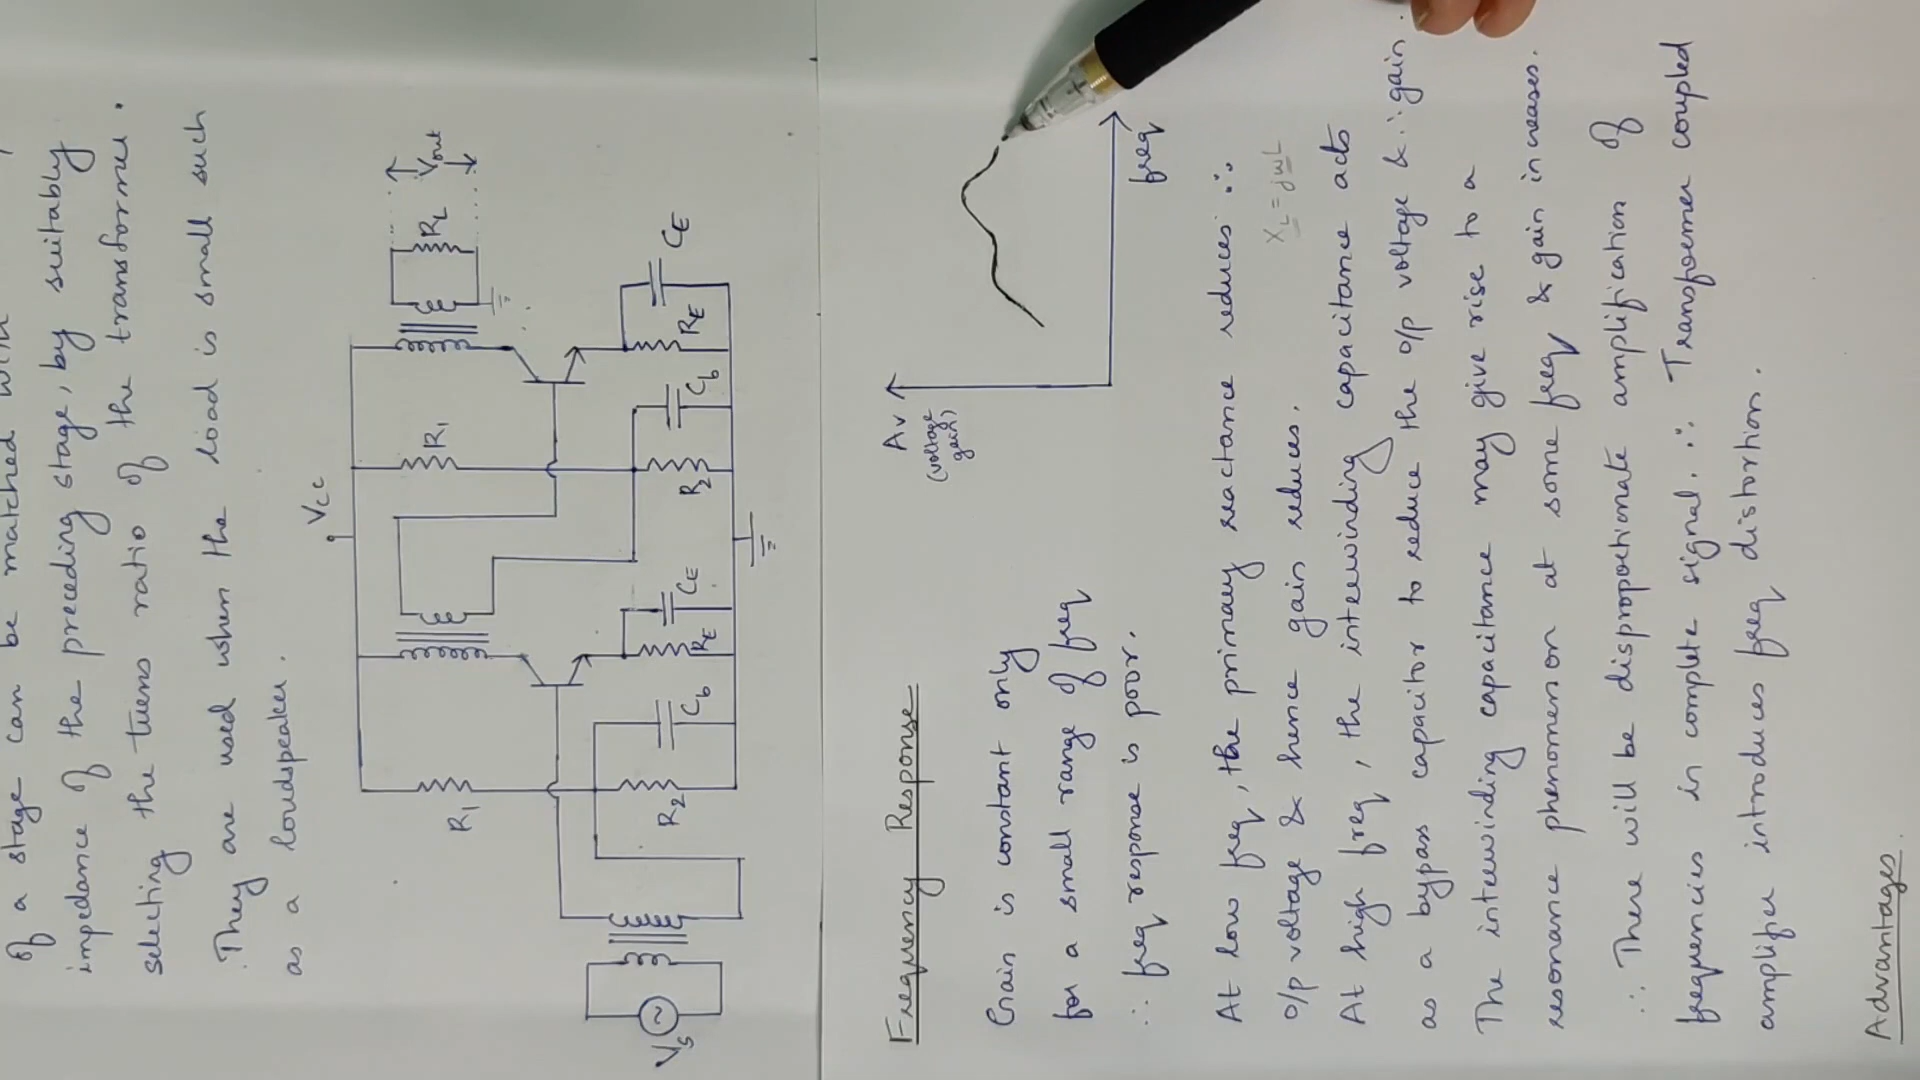 of a stage can be matched with
impedance of the preceding stage, by suitably
selecting the turns ratio of the transformer.
They are used when the load is small such
as a loudspeaker.
Vcc
R1
R1
RL
Vout
R2
Cb
RE
CE
R2
Cb
RE
CE
Vs
Frequency Response
Av
(voltage
gain)
freq
Gain is constant only
for a small range of freq
∴ freq response is poor.
At low freq, the primary reactance reduces ∴
XL = jwL
o/p voltage & hence gain reduces.
At high freq, the interwinding capacitance acts
as a bypass capacitor to reduce the o/p voltage & ∴ gain.
The interwinding capacitance may give rise to a
resonance phenomenon at some freq & gain increases.
∴ There will be disproportionate amplification of
frequencies in complete signal. ∴ Transformer coupled
amplifier introduces freq distortion.
Advantages